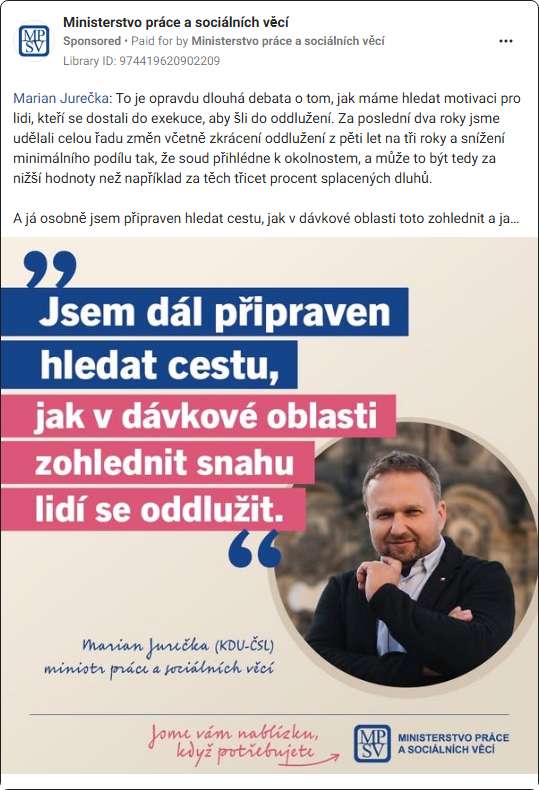 Ministerstvo práce a sociálních věcí
Sponsored • Paid for by Ministerstvo práce a sociálních věcí
Library ID: 974419620902209
Marian Jurečka: To je opravdu dlouhá debata o tom, jak máme hledat motivaci pro
lidi, kteří se dostali do exekuce, aby šli do oddlužení. Za poslední dva roky jsme
udělali celou řadu změn včetně zkrácení oddlužení z pěti let na tři roky a snížení
minimálního podílu tak, že soud přihlédne k okolnostem, a může to být tedy za
nižší hodnoty než například za těch třicet procent splacených dluhů.
A já osobně jsem připraven hledat cestu, jak v dávkové oblasti toto zohlednit a ja...
„
Jsem dál připraven
hledat cestu,
jak v dávkové oblasti
zohlednit snahu
lidí se oddlužit.
“
Marian Jurečka (KDU-ČSL)
ministr práce a sociálních věcí
Jsme vám nablízku,
když potřebujete
MPSV
MINISTERSTVO PRÁCE
A SOCIÁLNÍCH VĚCÍ